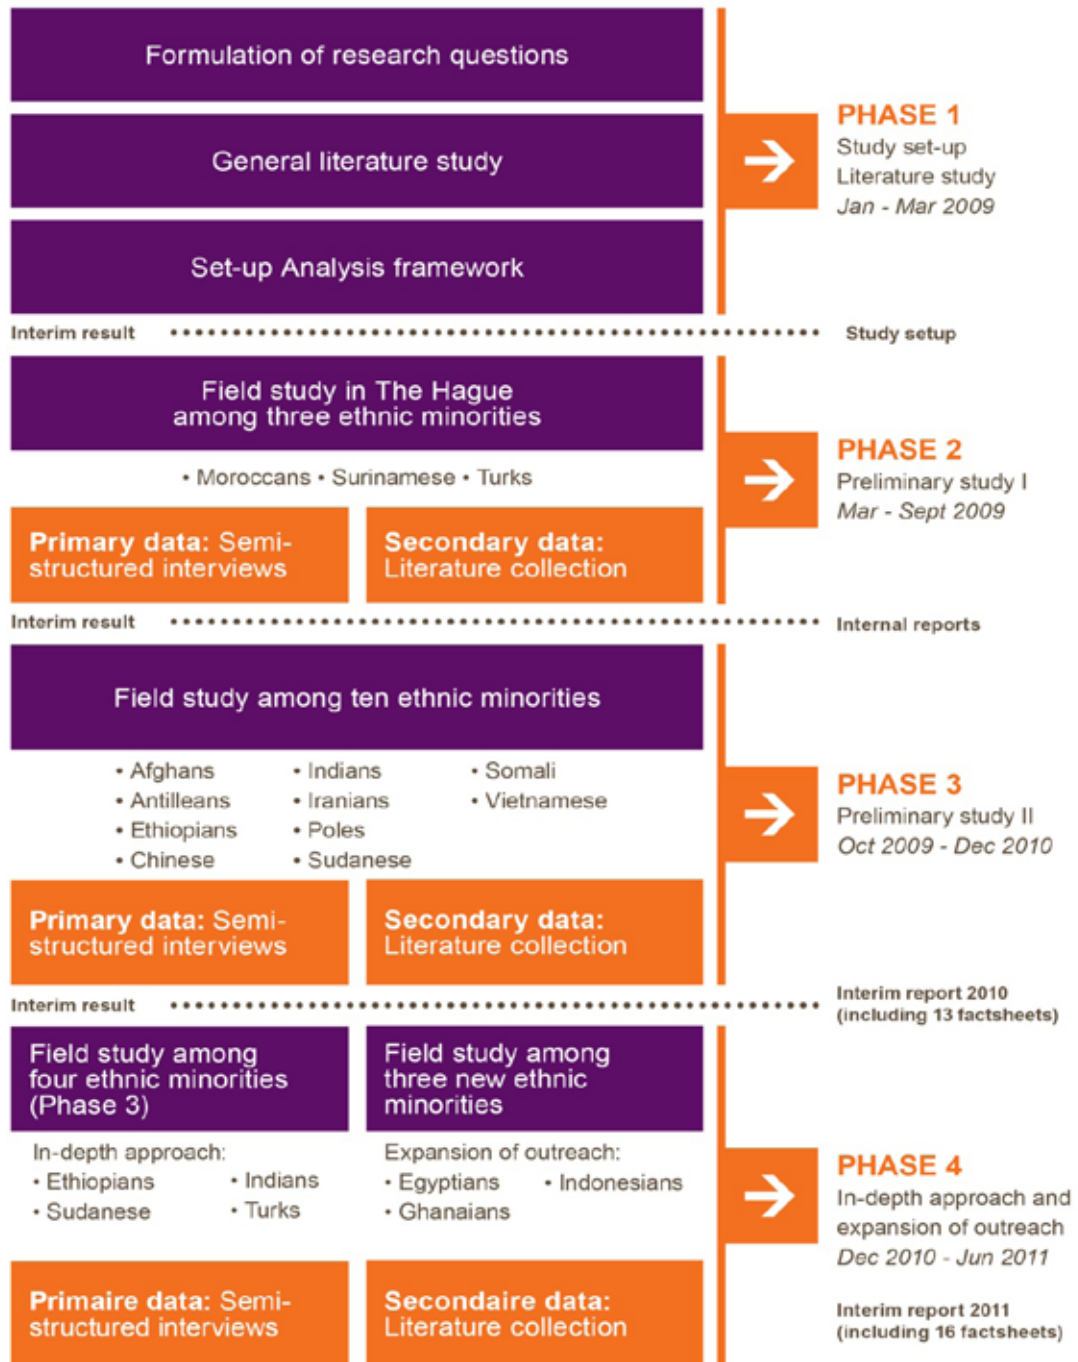 Formulation of research questions
General literature study
Set-up Analysis framework
PHASE 1
Study set-up
Literature study
Jan - Mar 2009
Interim result
Study setup
Field study in The Hague
among three ethnic minorities
• Moroccans • Surinamese • Turks
Primary data: Semi-
structured interviews
Secondary data:
Literature collection
PHASE 2
Preliminary study I
Mar - Sept 2009
Interim result
Internal reports
Field study among ten ethnic minorities
• Afghans
• Antilleans
• Ethiopians
• Chinese
• Indians
• Iranians
• Poles
• Sudanese
• Somali
• Vietnamese
Primary data: Semi-
structured interviews
Secondary data:
Literature collection
PHASE 3
Preliminary study II
Oct 2009 - Dec 2010
Interim result
Interim report 2010
(including 13 factsheets)
Field study among
four ethnic minorities
(Phase 3)
In-depth approach:
• Ethiopians
• Sudanese
• Indians
• Turks
Field study among
three new ethnic
minorities
Expansion of outreach:
• Egyptians
• Ghanaians
• Indonesians
Primaire data: Semi-
structured interviews
Secondaire data:
Literature collection
PHASE 4
In-depth approach and
expansion of outreach
Dec 2010 - Jun 2011
Interim report 2011
(including 16 factsheets)